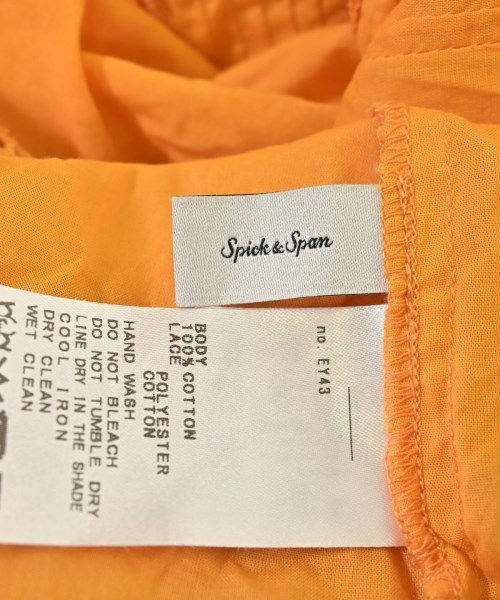 Spick & Span
no. EY43
BODY
100% COTTON
LACE
POLYESTER
COTTON
HAND WASH
DO NOT BLEACH
DO NOT TUMBLE DRY
LINE DRY IN THE SHADE
COOL IRON
DRY CLEAN
WET CLEAN